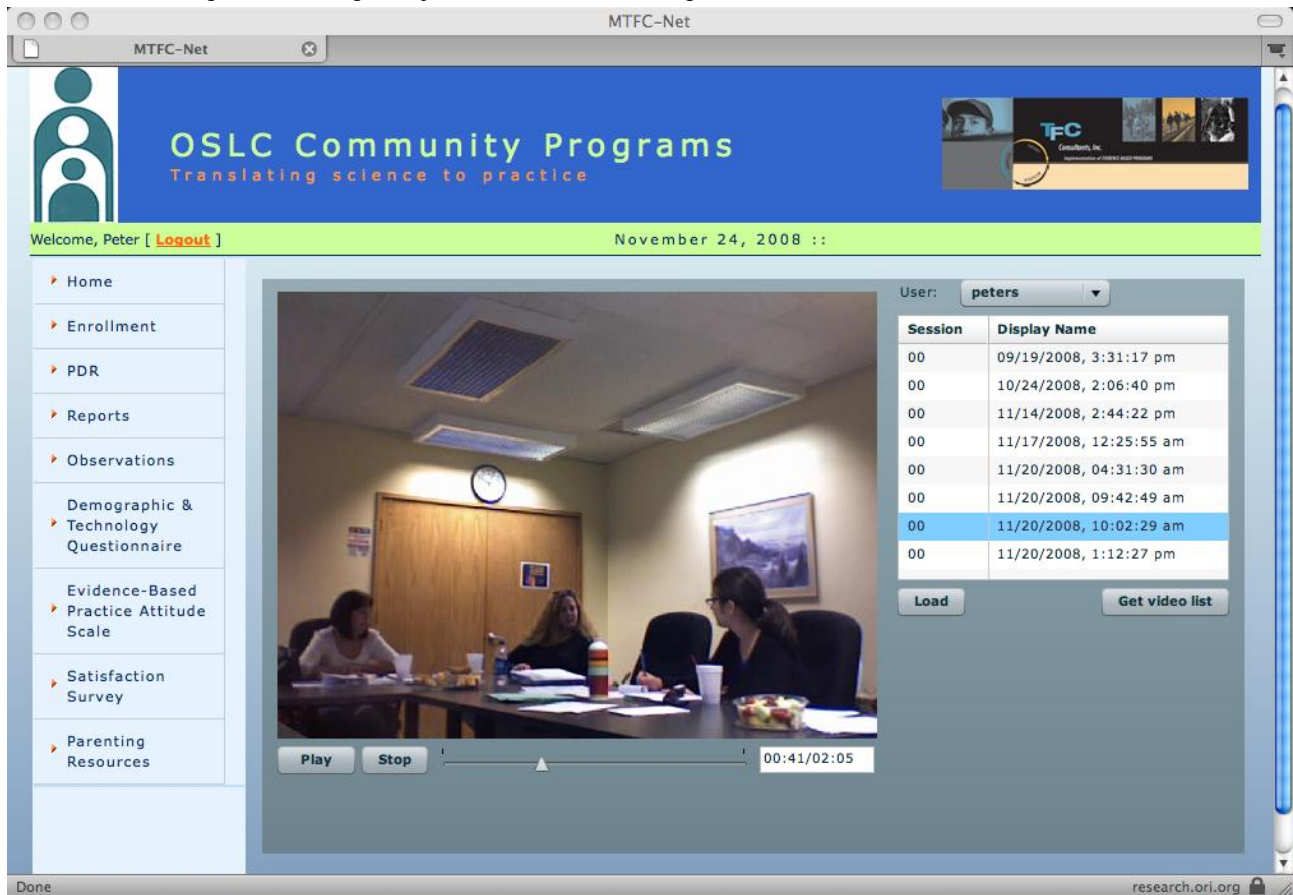 MTFC-Net
MTFC-Net
OSLC Community Programs
Translating science to practice
TFC
Consultants, Inc.
Welcome, Peter [ Logout ]
November 24, 2008 ::
Home
Enrollment
PDR
Reports
Observations
Demographic &
Technology
Questionnaire
Evidence-Based
Practice Attitude
Scale
Satisfaction
Survey
Parenting
Resources
Play
Stop
00:41/02:05
User: peters
Session Display Name
00 09/19/2008, 3:31:17 pm
00 10/24/2008, 2:06:40 pm
00 11/14/2008, 2:44:22 pm
00 11/17/2008, 12:25:55 am
00 11/20/2008, 04:31:30 am
00 11/20/2008, 09:42:49 am
00 11/20/2008, 10:02:29 am
00 11/20/2008, 1:12:27 pm
Load
Get video list
Done
research.ori.org